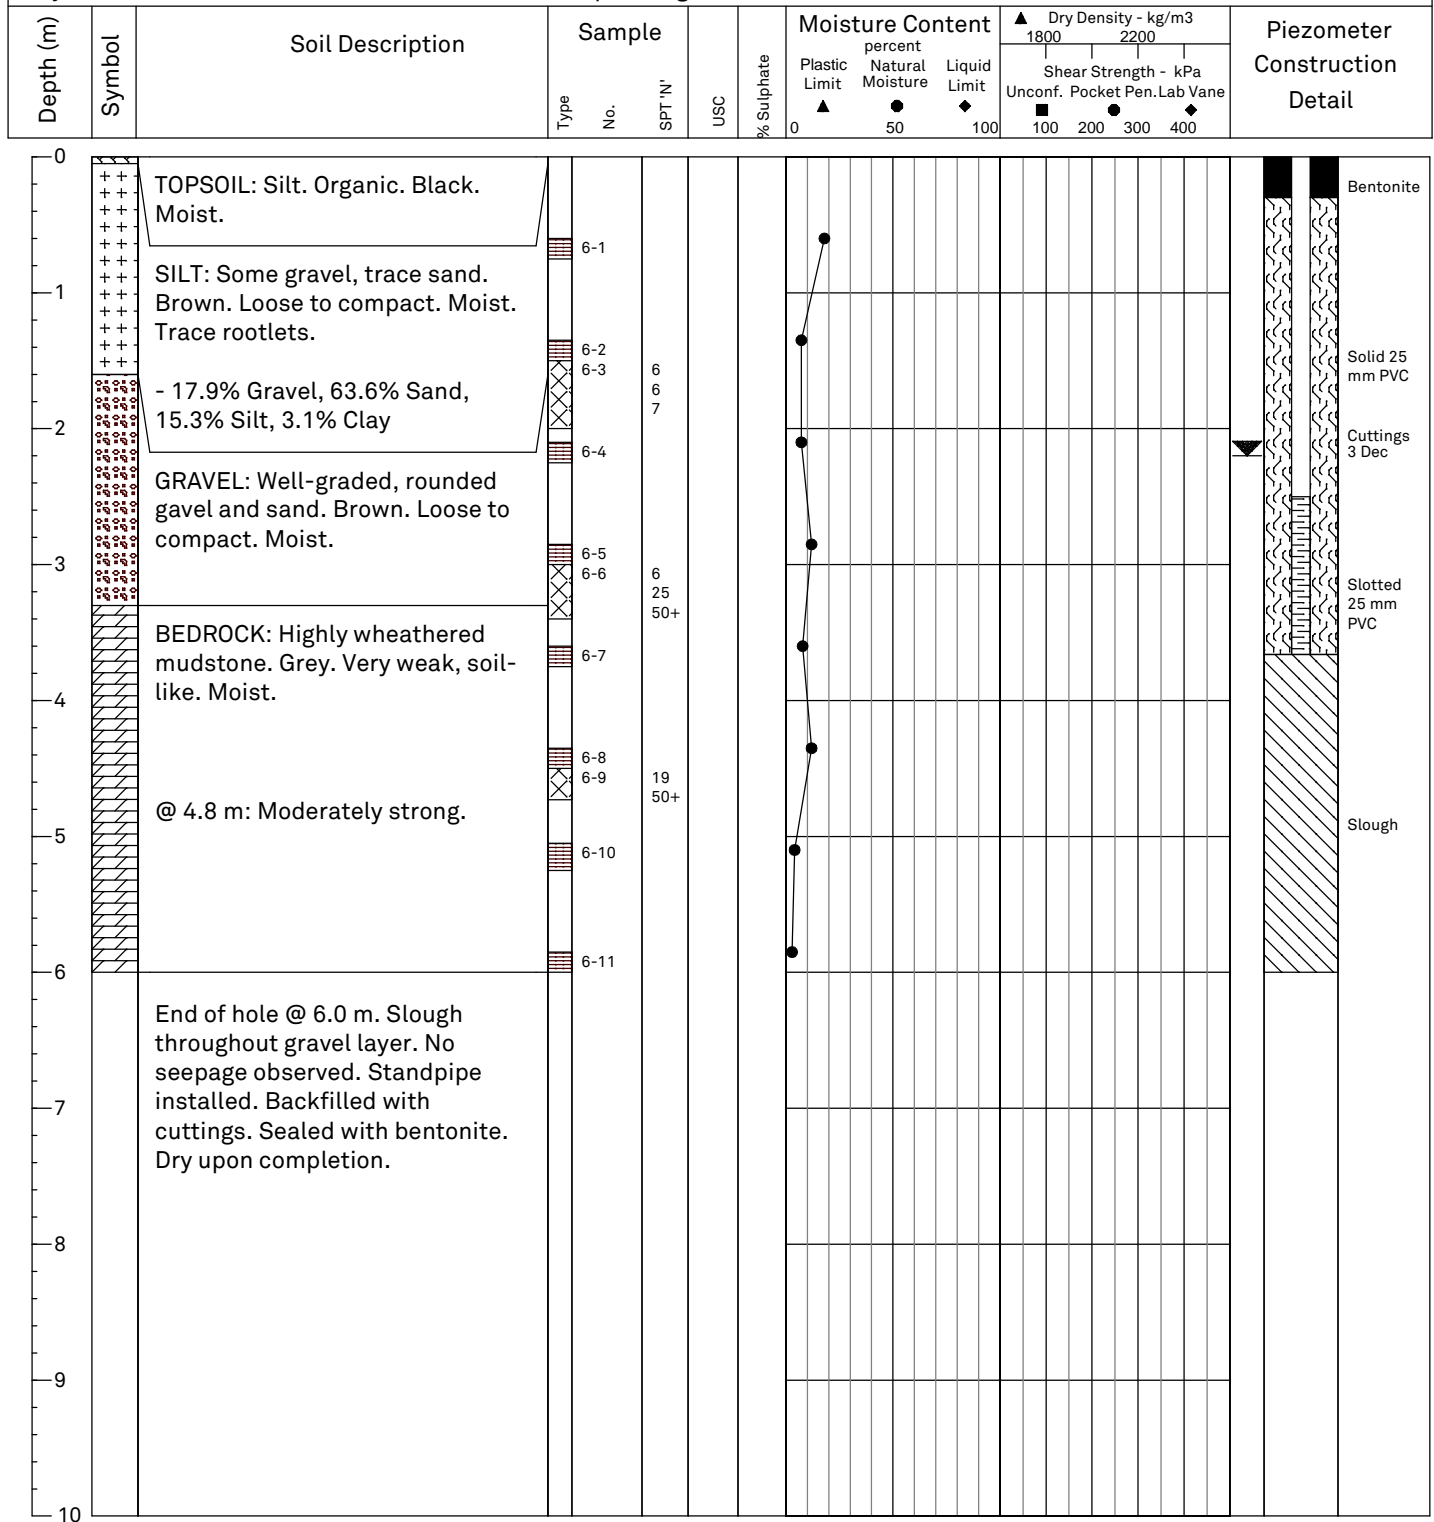 Depth (m)
Symbol
Soil Description
Sample
Type
No.
SPT 'N'
USC
% Sulphate
Moisture Content
percent
Plastic Limit
Natural Moisture
Liquid Limit
0 50 100
Dry Density - kg/m3
1800 2200
Shear Strength - kPa
Unconf. Pocket Pen. Lab Vane
100 200 300 400
Piezometer
Construction
Detail
0
TOPSOIL: Silt. Organic. Black.
Moist.
Bentonite
6-1
SILT: Some gravel, trace sand.
Brown. Loose to compact. Moist.
Trace rootlets.
1
6-2
6-3 6
6
7
Solid 25
mm PVC
- 17.9% Gravel, 63.6% Sand,
15.3% Silt, 3.1% Clay
2
6-4
Cuttings
3 Dec
GRAVEL: Well-graded, rounded
gavel and sand. Brown. Loose to
compact. Moist.
6-5
3
6-6 6
25
50+
Slotted
25 mm
PVC
BEDROCK: Highly wheathered
mudstone. Grey. Very weak, soil-
like. Moist.
6-7
4
6-8
6-9 19
50+
@ 4.8 m: Moderately strong.
Slough
5
6-10
6-11
6
End of hole @ 6.0 m. Slough
throughout gravel layer. No
seepage observed. Standpipe
installed. Backfilled with
cuttings. Sealed with bentonite.
Dry upon completion.
7
8
9
10